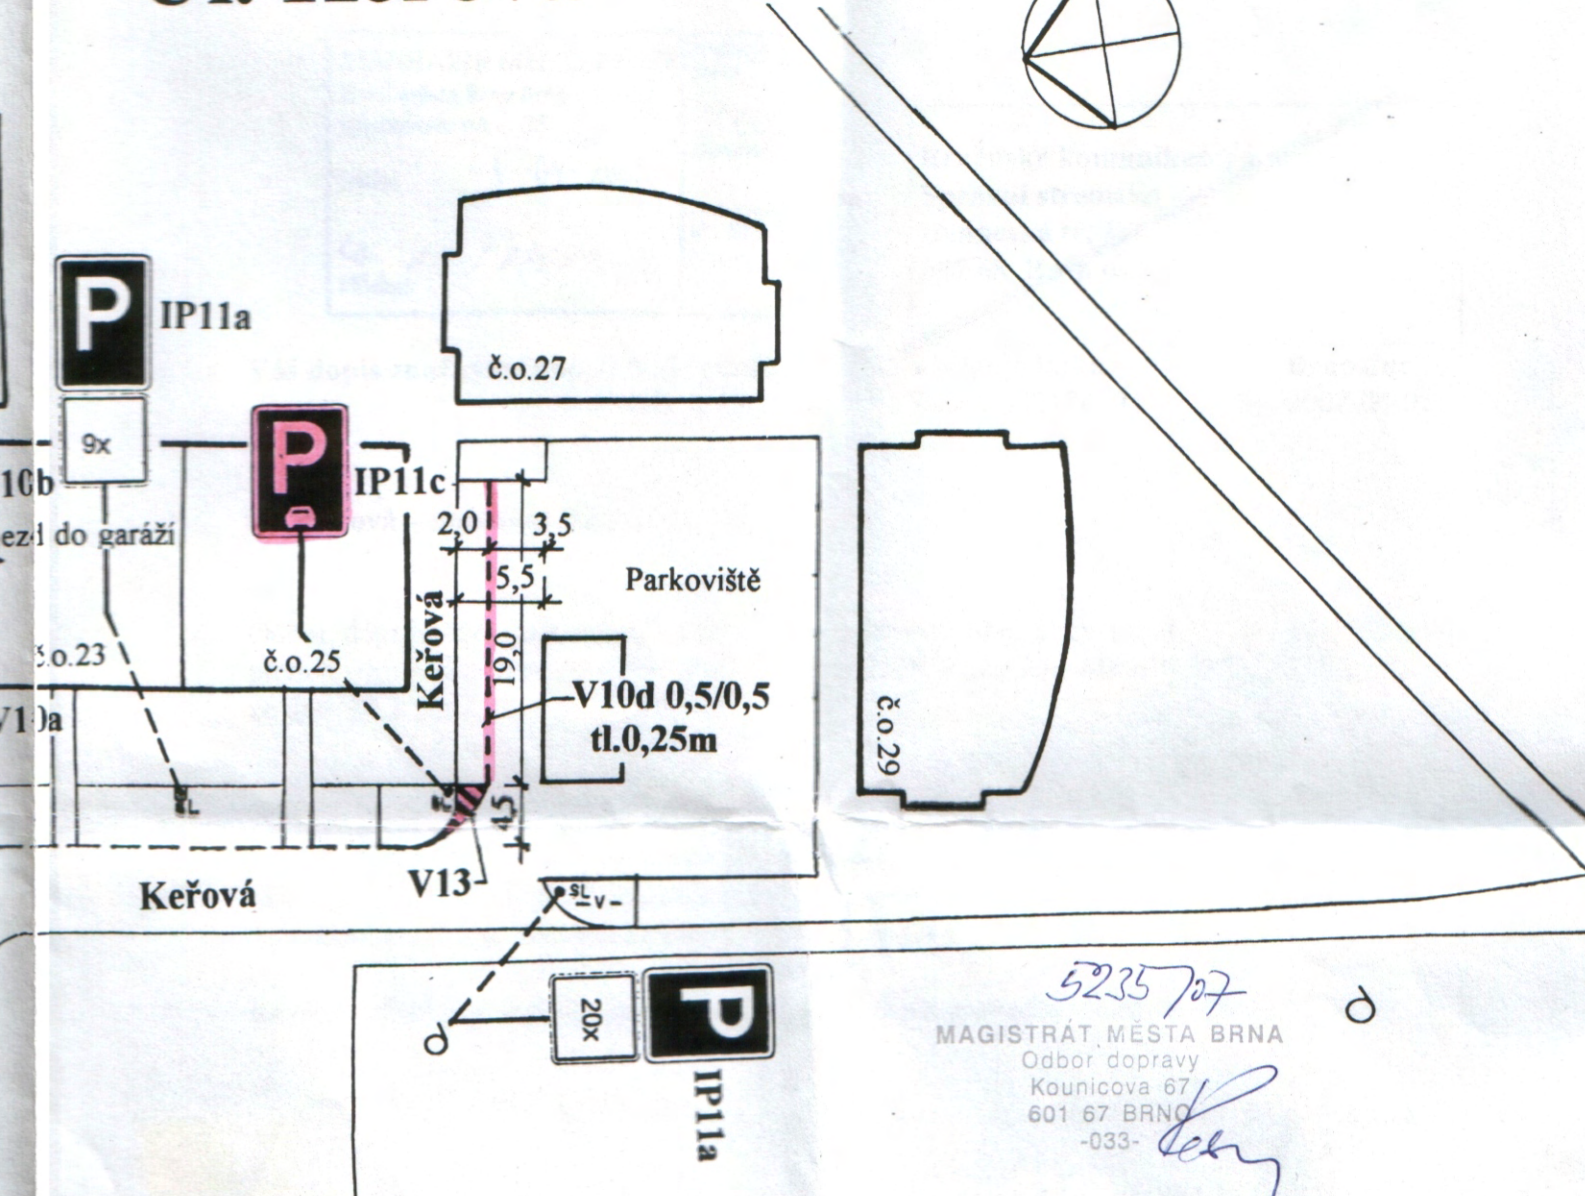 P
IP11a
č.o.27
9x
P
IP11c
10b
2,0
3,5
do garáží
5,5
Parkoviště
Keřová
19,0
č.o.23
č.o.25
V10d 0,5/0,5
tl.0,25m
V10a
č.o.29
SL
4,5
V13
Keřová
SL
V
20x
P
IP11a
5235/07
MAGISTRÁT MĚSTA BRNA
Odbor dopravy
Kounicova 67
601 67 BRNO
-033-